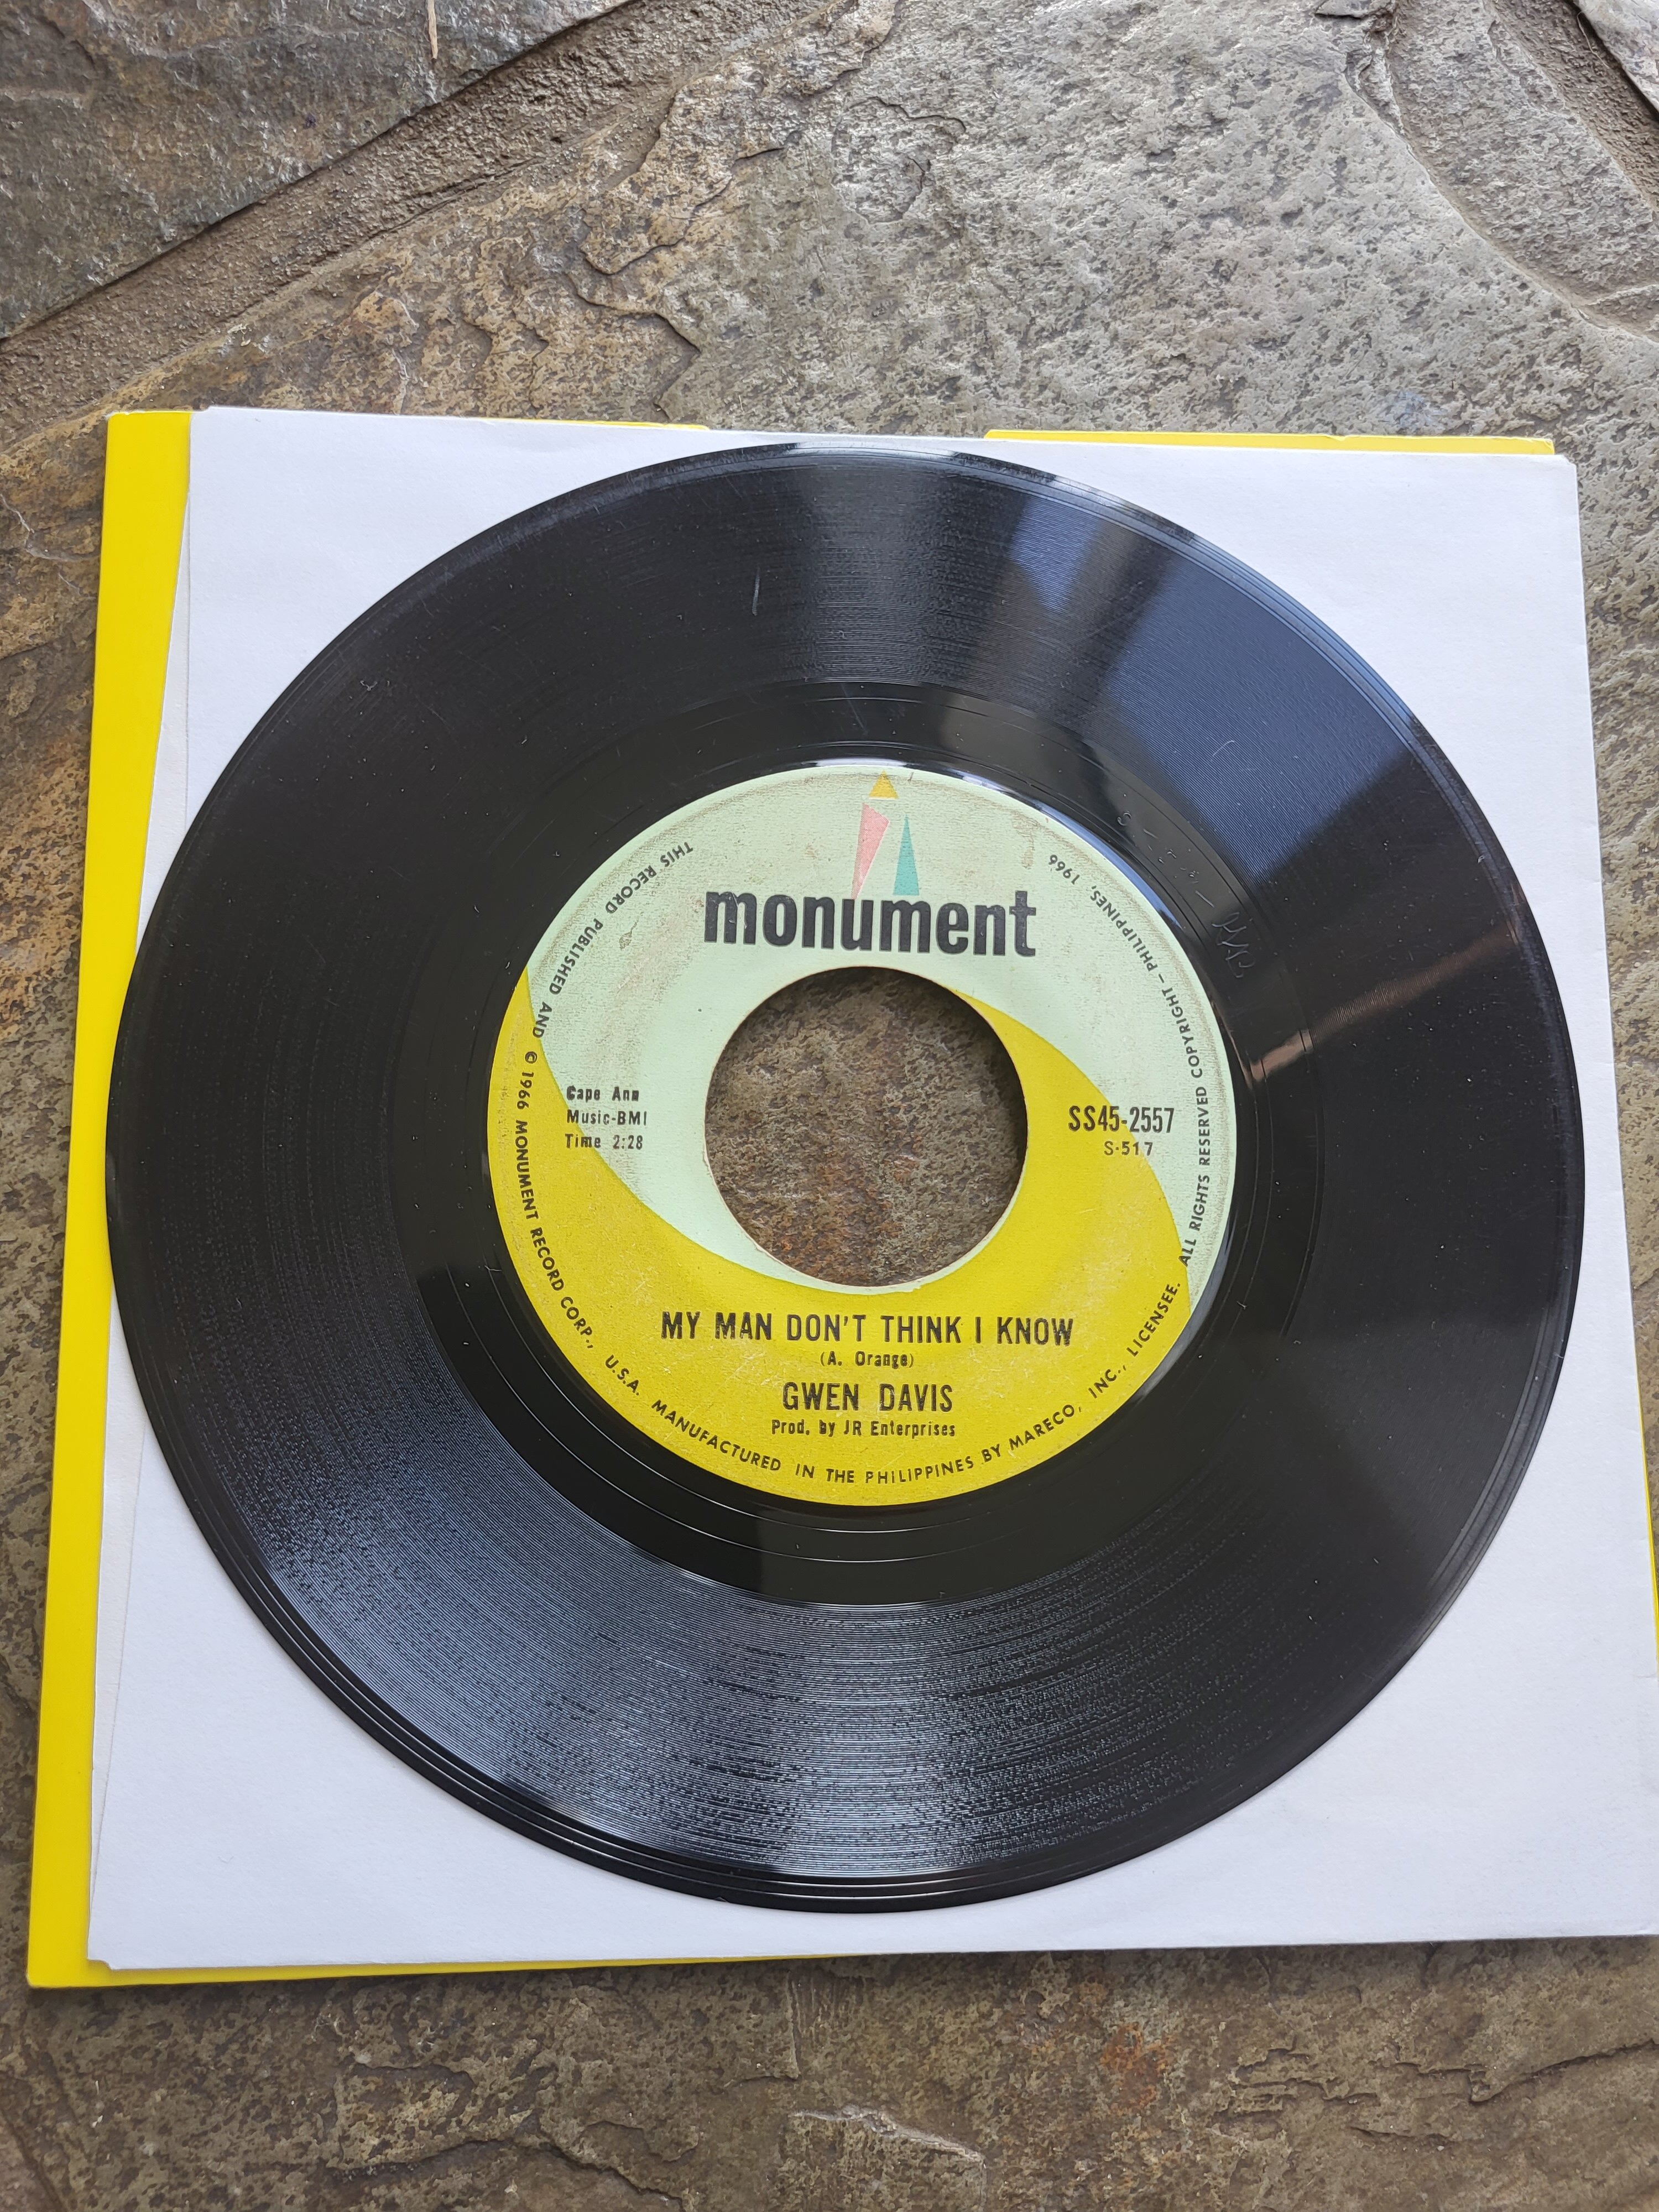 monument
Cape Ann
Music-BMI
Time 2:28
SS45-2557
S-517
MY MAN DON'T THINK I KNOW
(A. Orange)
GWEN DAVIS
Prod. by JR Enterprises
THIS RECORD PUBLISHED AND © 1966 MONUMENT RECORD CORP., U.S.A. MANUFACTURED IN THE PHILIPPINES BY MARECO, INC., LICENSEE. ALL RIGHTS RESERVED COPYRIGHT – PHILIPPINES, 1966